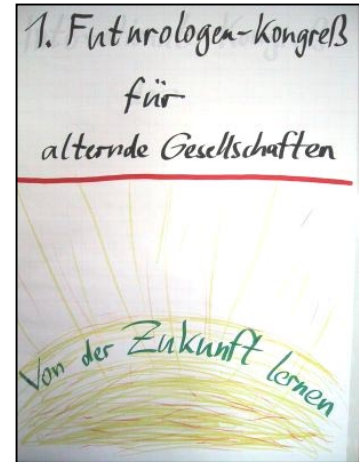 1. Futurologen-Kongreß
für
alternde Gesellschaften
Von der Zukunft lernen